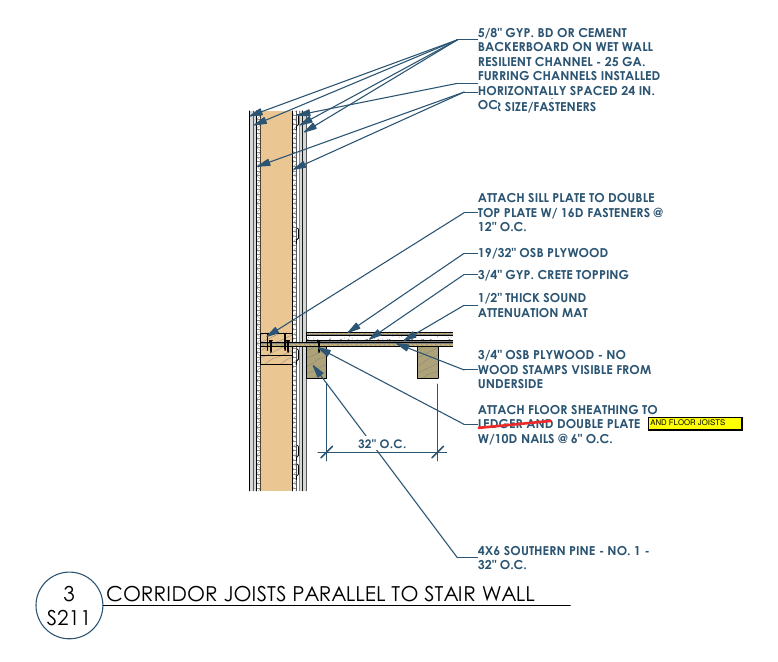 5/8" GYP. BD OR CEMENT
BACKERBOARD ON WET WALL
RESILIENT CHANNEL - 25 GA.
FURRING CHANNELS INSTALLED
HORIZONTALLY SPACED 24 IN.
OC
SIZE/FASTENERS
ATTACH SILL PLATE TO DOUBLE
TOP PLATE W/ 16D FASTENERS @
12" O.C.
19/32" OSB PLYWOOD
3/4" GYP. CRETE TOPPING
1/2" THICK SOUND
ATTENUATION MAT
3/4" OSB PLYWOOD - NO
WOOD STAMPS VISIBLE FROM
UNDERSIDE
ATTACH FLOOR SHEATHING TO
LEDGER AND DOUBLE PLATE
AND FLOOR JOISTS
W/10D NAILS @ 6" O.C.
32" O.C.
4X6 SOUTHERN PINE - NO. 1 -
32" O.C.
3
S211
CORRIDOR JOISTS PARALLEL TO STAIR WALL